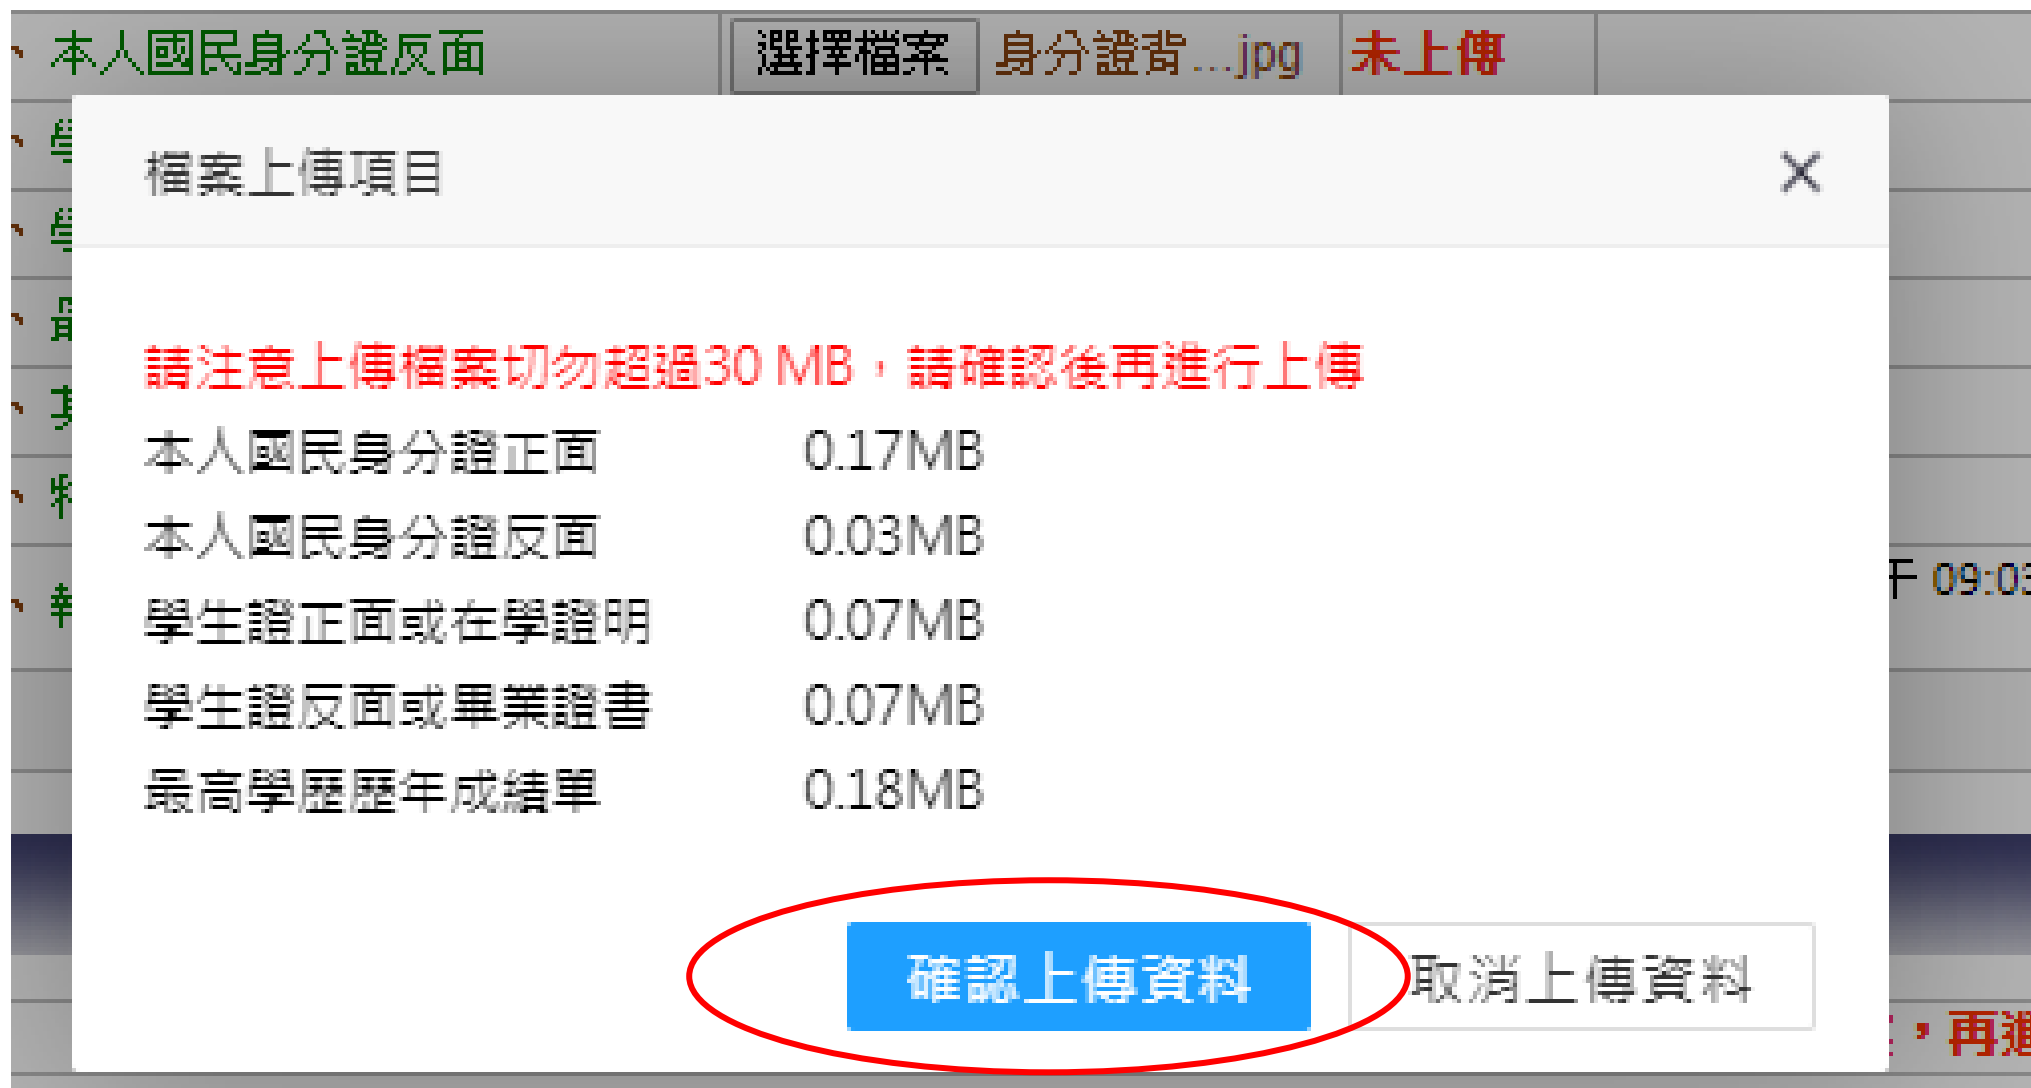 、本人國民身分證反面 選擇檔案 身分證背...jpg 未上傳
檔案上傳項目
請注意上傳檔案切勿超過30 MB，請確認後再進行上傳
本人國民身分證正面 0.17MB
本人國民身分證反面 0.03MB
學生證正面或在學證明 0.07MB
09:03
學生證反面或畢業證書 0.07MB
最高學歷歷年成績單 0.18MB
確認上傳資料 取消上傳資料
，再進